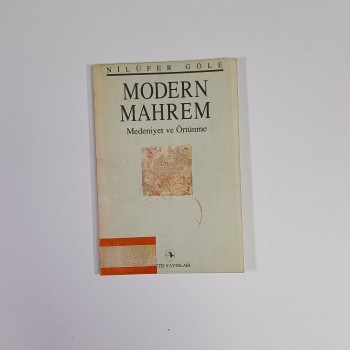 NİLÜFER GÖLE
MODERN
MAHREM
Medeniyet ve Örtünme
YAYINLARI